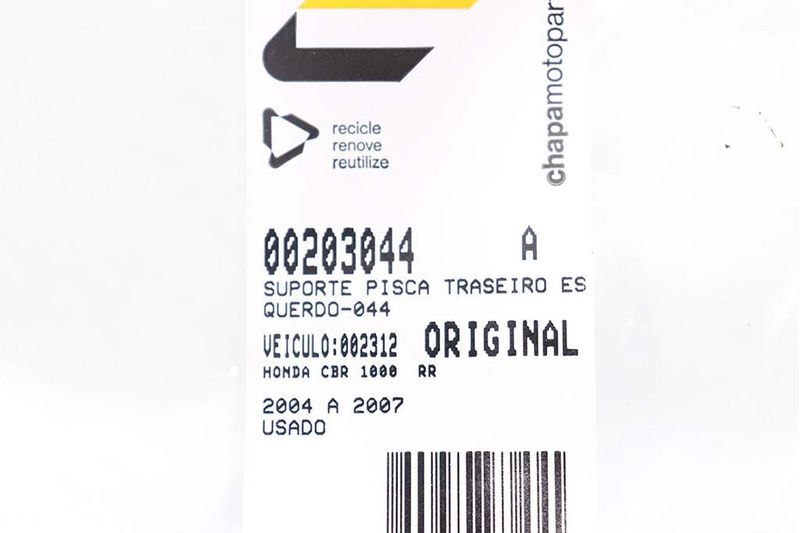 chapamotopar
recicle
renove
reutilize
00203044 A
SUPORTE PISCA TRASEIRO ES
QUERDO-044
VEICULO:002312 ORIGINAL
HONDA CBR 1000 RR
2004 A 2007
USADO